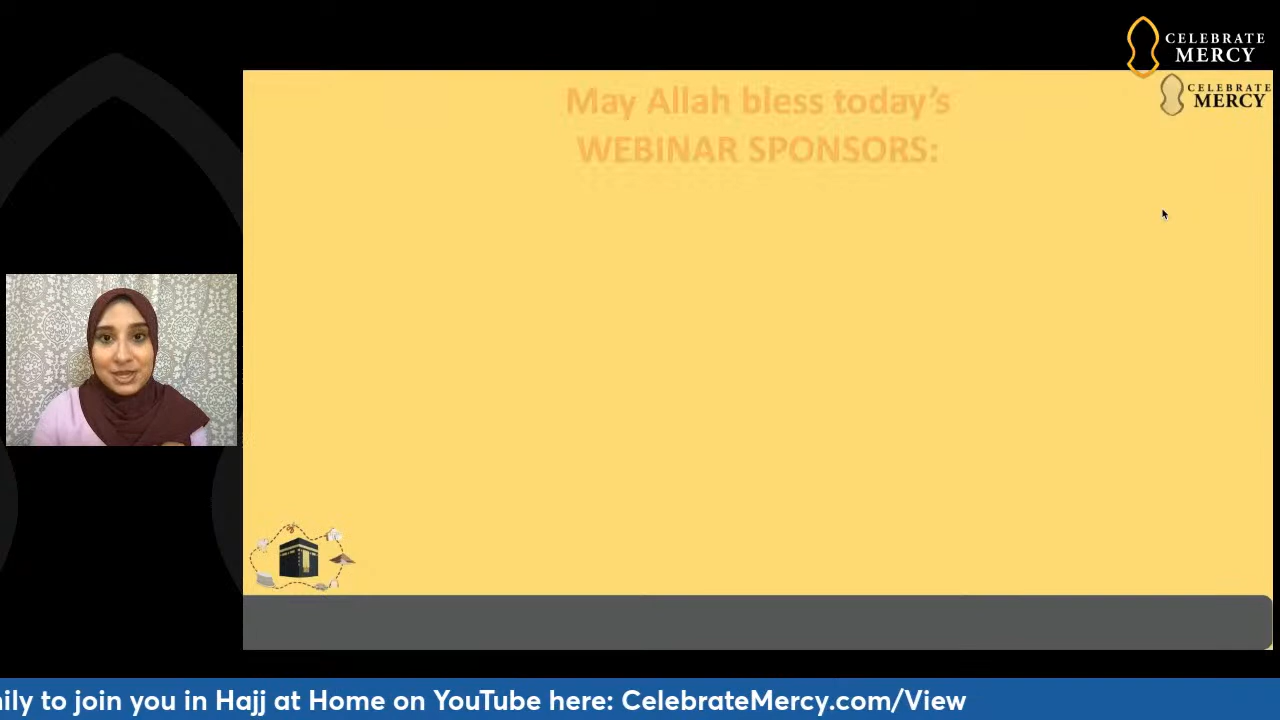 CELEBRATE
MERCY
CELEBRATE
MERCY
May Allah bless today's
WEBINAR SPONSORS:
to join you in Hajj at Home on YouTube here: CelebrateMercy.com/View